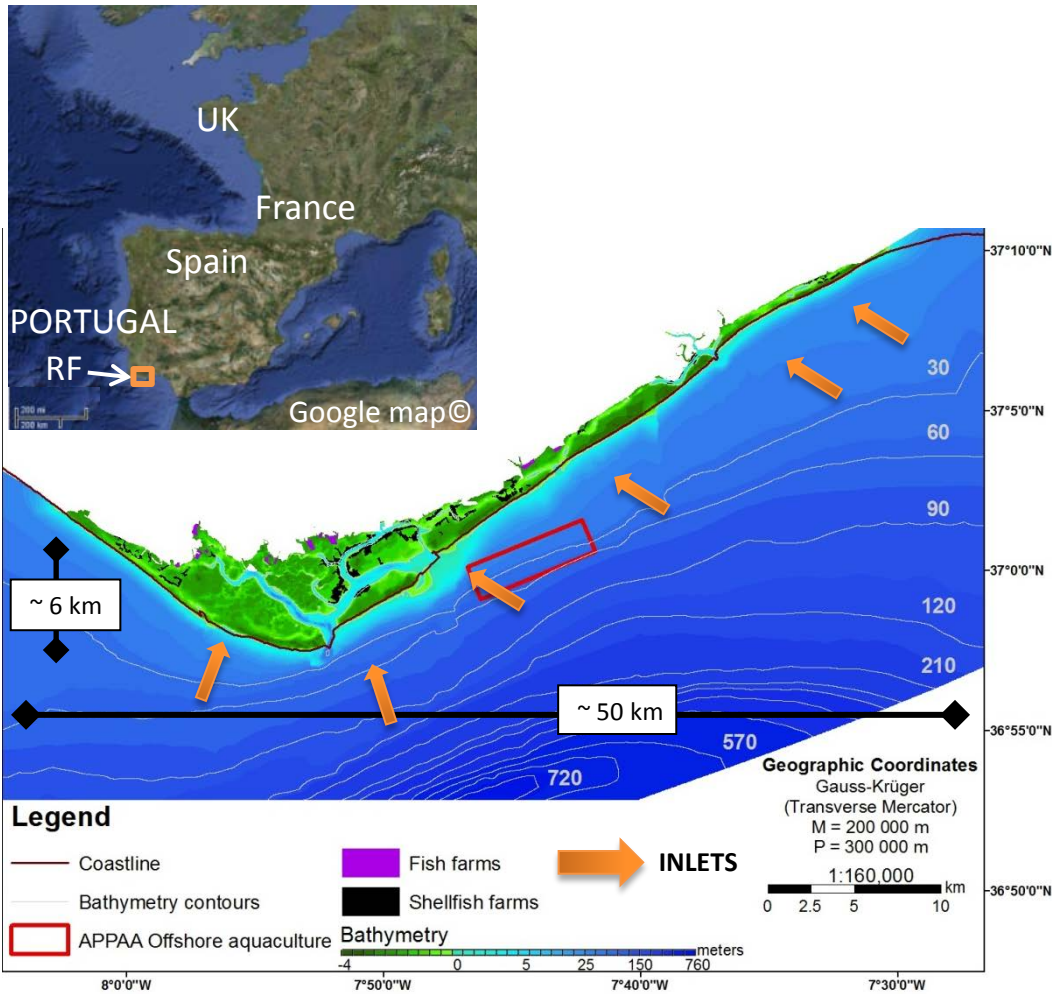 UK
France
Spain
PORTUGAL
RF
200 mi
200 km
Google map©
37°10'0"N
30
37°5'0"N
60
90
37°0'0"N
~ 6 km
120
210
~ 50 km
36°55'0"N
570
720
Geographic Coordinates
Gauss-Krüger
(Transverse Mercator)
M = 200 000 m
P = 300 000 m
1:160,000
km
0 2.5 5 10
36°50'0"N
Legend
Coastline
Bathymetry contours
APPAA Offshore aquaculture
Fish farms
Shellfish farms
INLETS
Bathymetry
meters
-4 0 5 25 150 760
8°0'0"W 7°50'0"W 7°40'0"W 7°30'0"W